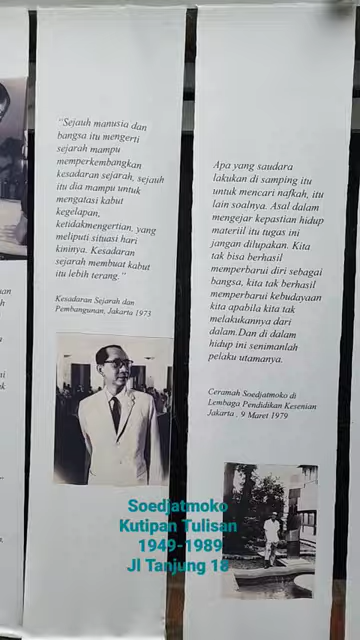 "Sejauh manusia dan
bangsa itu mengerti
sejarah mampu
memperkembangkan
kesadaran sejarah, sejauh
itu dia mampu untuk
mengatasi kabut
kegelapan,
ketidakmengertian, yang
meliputi situasi hari
kininya. Kesadaran
sejarah membuat kabut
itu lebih terang."
Kesadaran Sejarah dan
Pembangunan, Jakarta 1973
Apa yang saudara
lakukan di samping itu
untuk mencari nafkah, itu
lain soalnya. Asal dalam
mengejar kepastian hidup
materiil itu tugas ini
jangan dilupakan. Kita
tak bisa berhasil
memperbarui diri sebagai
bangsa, kita tak berhasil
memperbarui kebudayaan
kita apabila kita tak
melakukannya dari
dalam.Dan di dalam
hidup ini senimanlah
pelaku utamanya.
Ceramah Soedjatmoko di
Lembaga Pendidikan Kesenian
Jakarta , 9 Maret 1979
Soedjatmoko
Kutipan Tulisan
1949-1989
Jl Tanjung 18